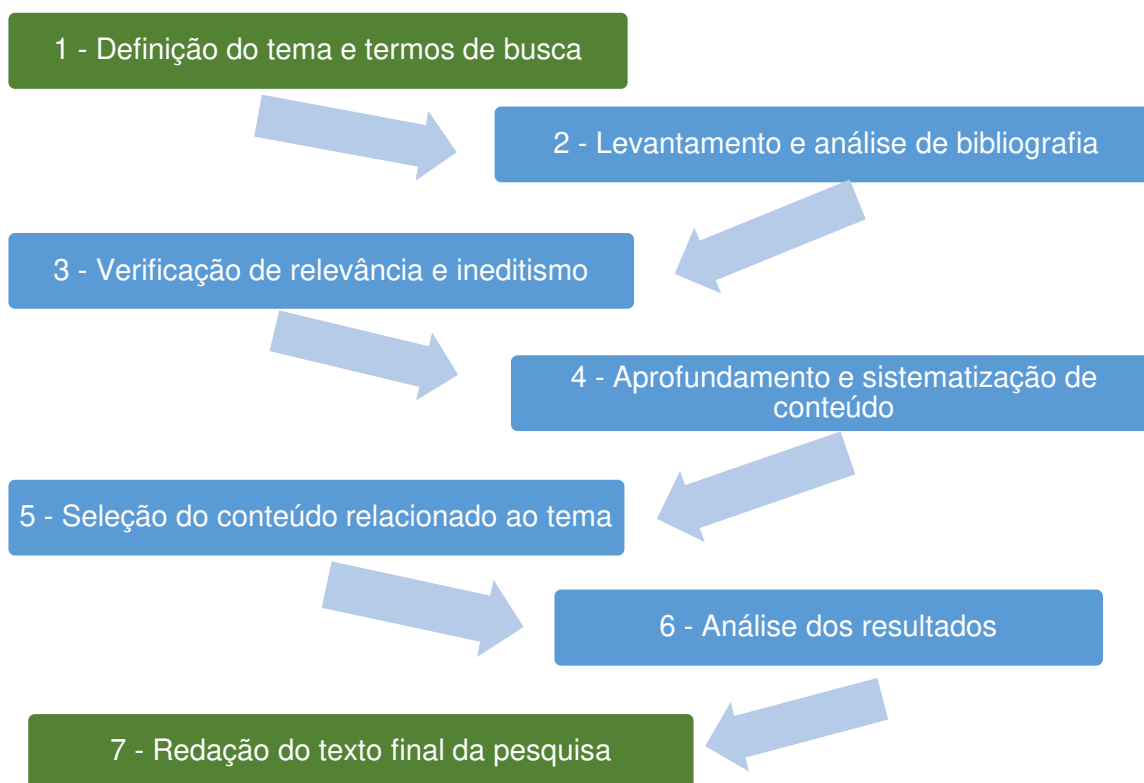 1 - Definição do tema e termos de busca
2 - Levantamento e análise de bibliografia
3 - Verificação de relevância e ineditismo
4 - Aprofundamento e sistematização de
conteúdo
5 - Seleção do conteúdo relacionado ao tema
6 - Análise dos resultados
7 - Redação do texto final da pesquisa